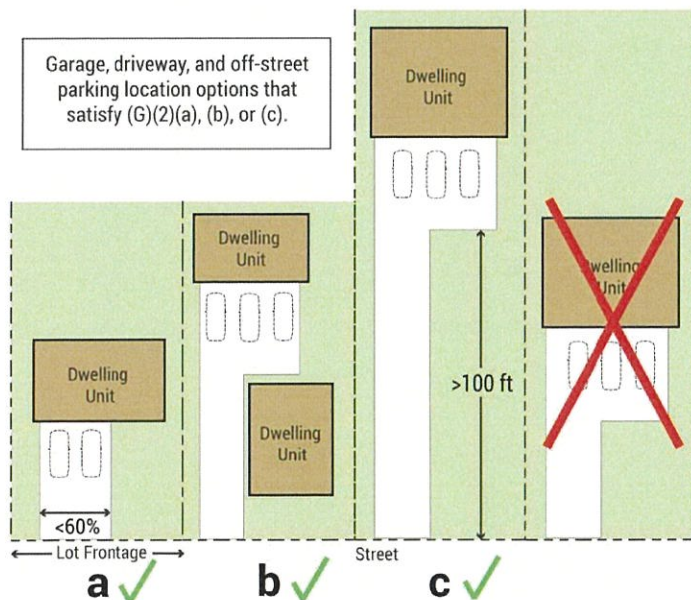 Garage, driveway, and off-street
parking location options that
satisfy (G)(2)(a), (b), or (c).
Dwelling
Unit
Dwelling
Unit
Dwelling
Unit
Dwelling
Unit
Dwelling
Unit
>100 ft
<60%
Lot Frontage
Street
a
b
c